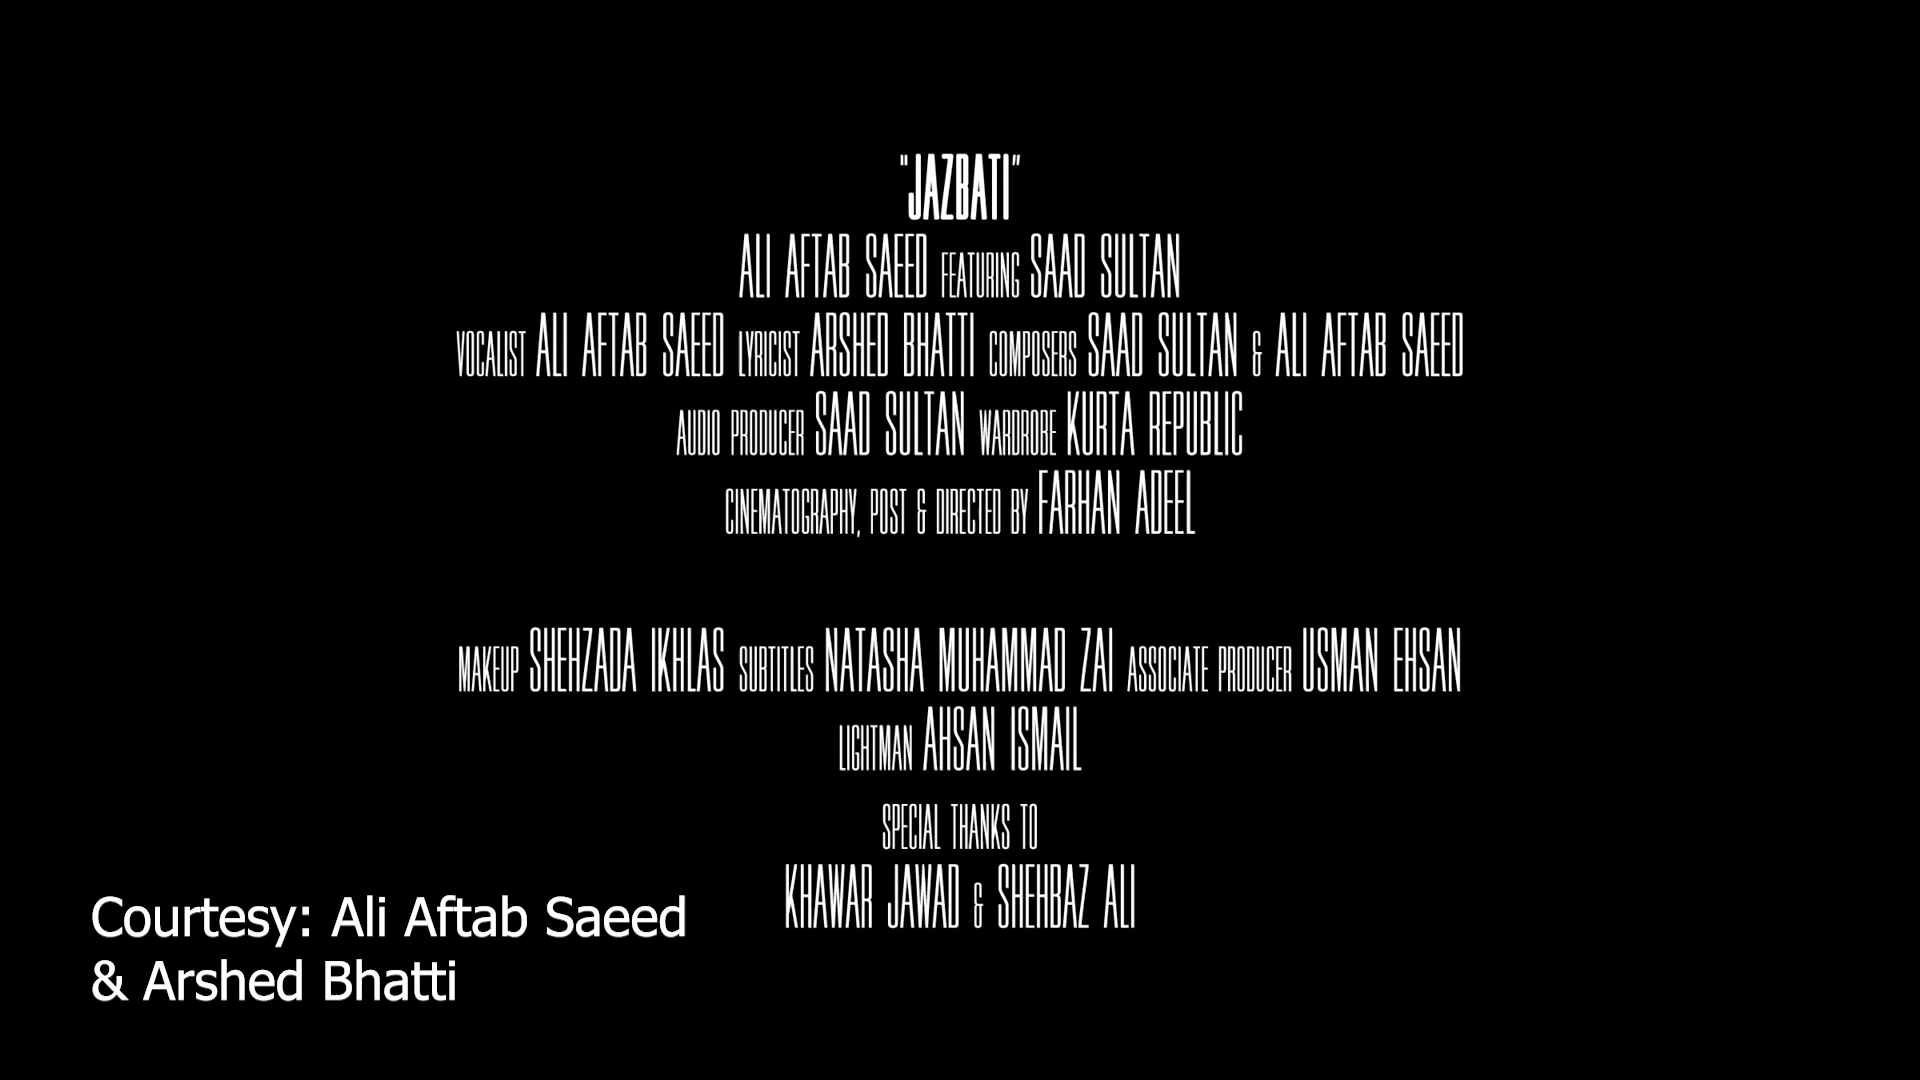 "JAZBATI"
ALI AFTAB SAEED FEATURING SAAD SULTAN
VOCALIST ALI AFTAB SAEED LYRICIST ARSHED BHATTI COMPOSERS SAAD SULTAN & ALI AFTAB SAEED
AUDIO PRODUCER SAAD SULTAN WARDROBE KURTA REPUBLIC
CINEMATOGRAPHY, POST & DIRECTED BY FARHAN ADEEL
MAKEUP SHEHZADA IKHLAS SUBTITLES NATASHA MUHAMMAD ZAI ASSOCIATE PRODUCER USMAN EHSAN
LIGHTMAN AHSAN ISMAIL
SPECIAL THANKS TO
KHAWAR JAWAD & SHEHBAZ ALI
Courtesy: Ali Aftab Saeed
& Arshed Bhatti